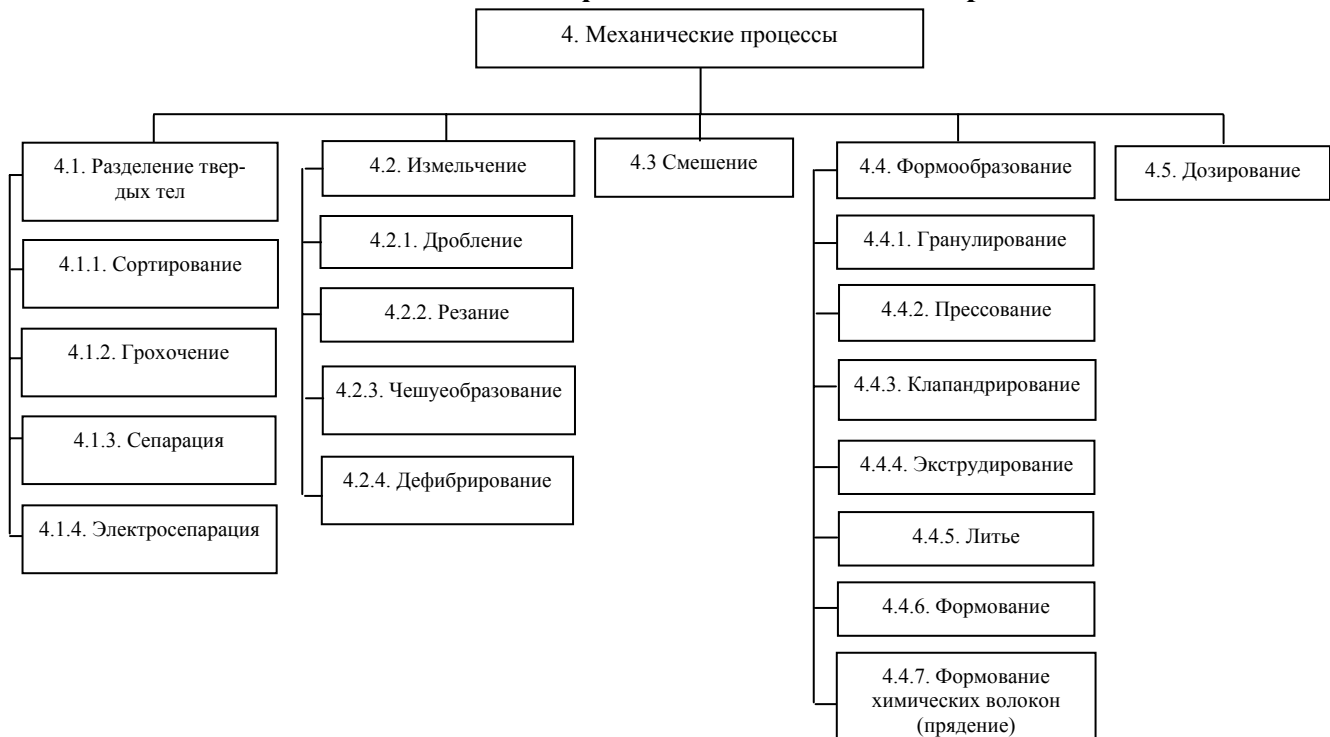 4. Механические процессы
4.1. Разделение твер-
дых тел
4.1.1. Сортирование
4.1.2. Грохочение
4.1.3. Сепарация
4.1.4. Электросепарация
4.2. Измельчение
4.2.1. Дробление
4.2.2. Резание
4.2.3. Чешуеобразование
4.2.4. Дефибрирование
4.3 Смешение
4.4. Формообразование
4.4.1. Гранулирование
4.4.2. Прессование
4.4.3. Клапандрирование
4.4.4. Экструдирование
4.4.5. Литье
4.4.6. Формование
4.4.7. Формование
химических волокон
(прядение)
4.5. Дозирование